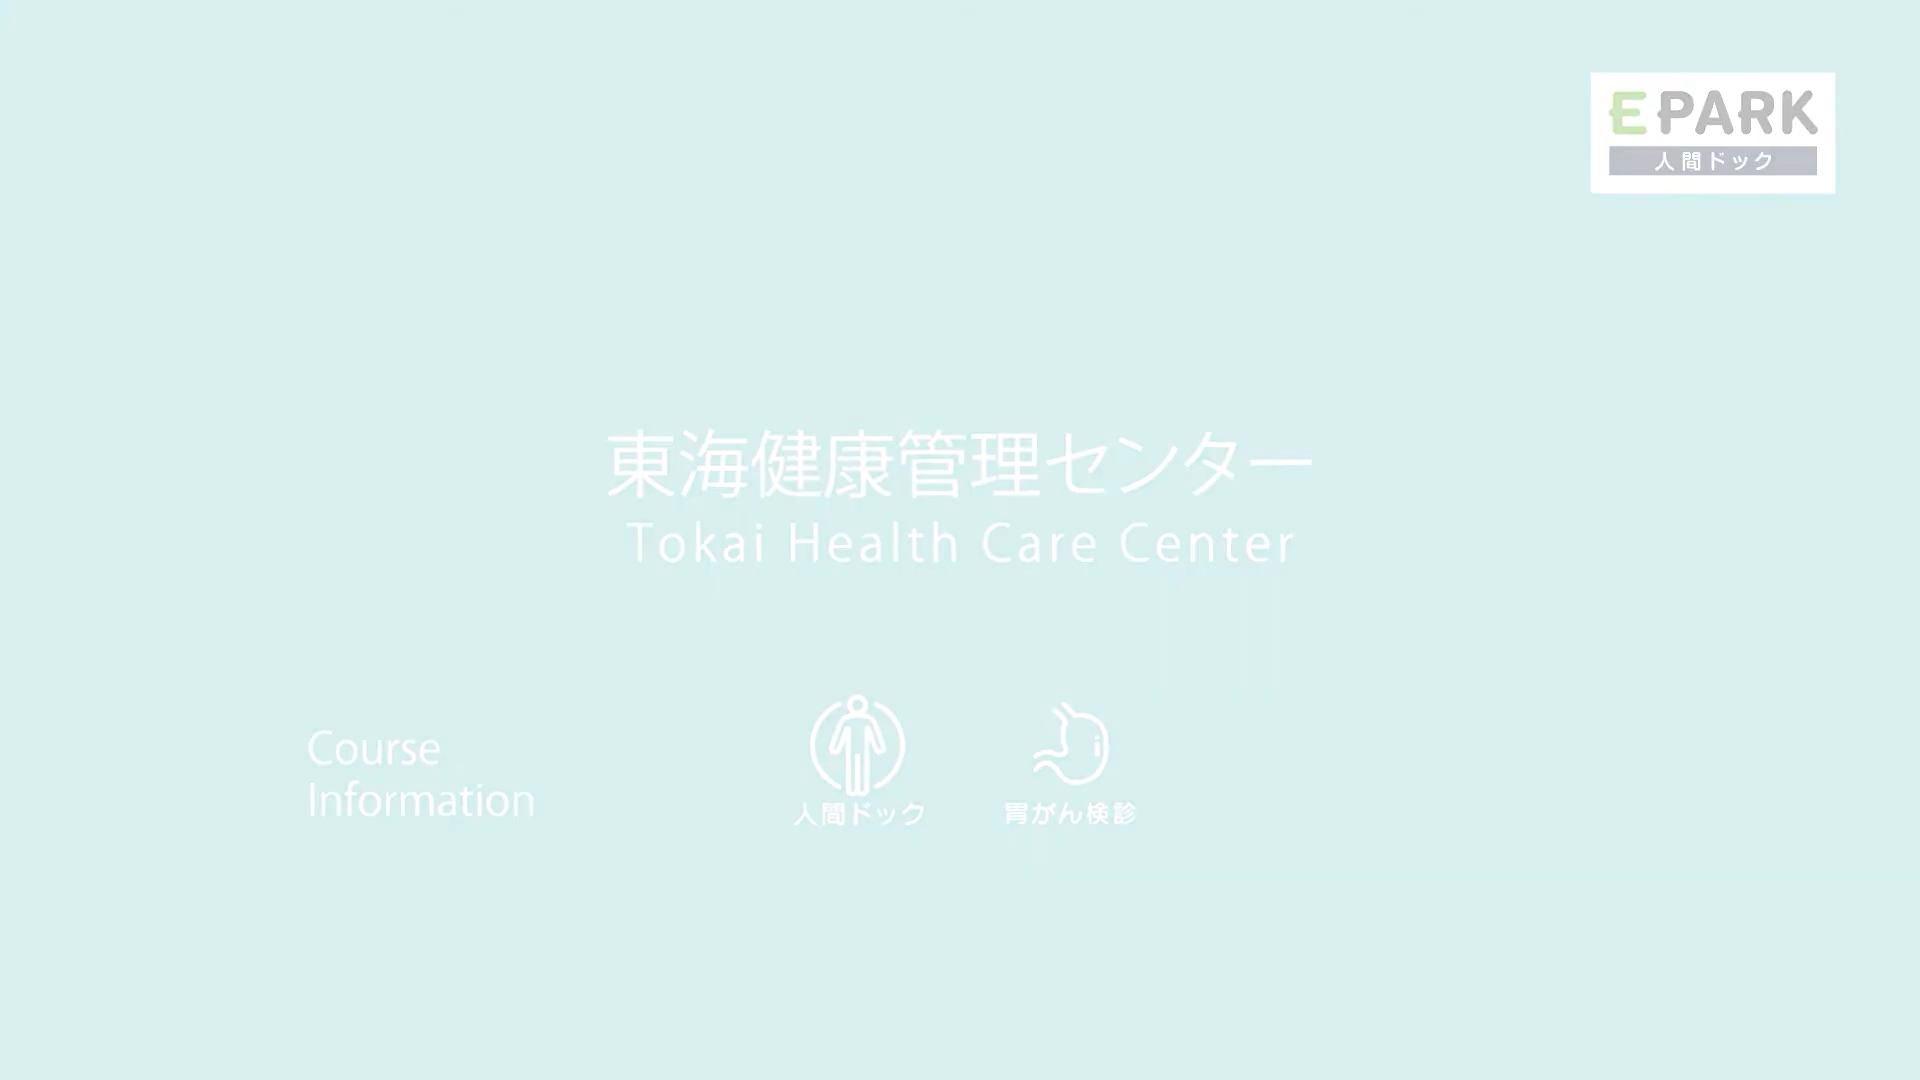 EPARK
人間ドック
東海健康管理センター
Tokai Health Care Center
Course
Information
人間ドック
胃がん検診